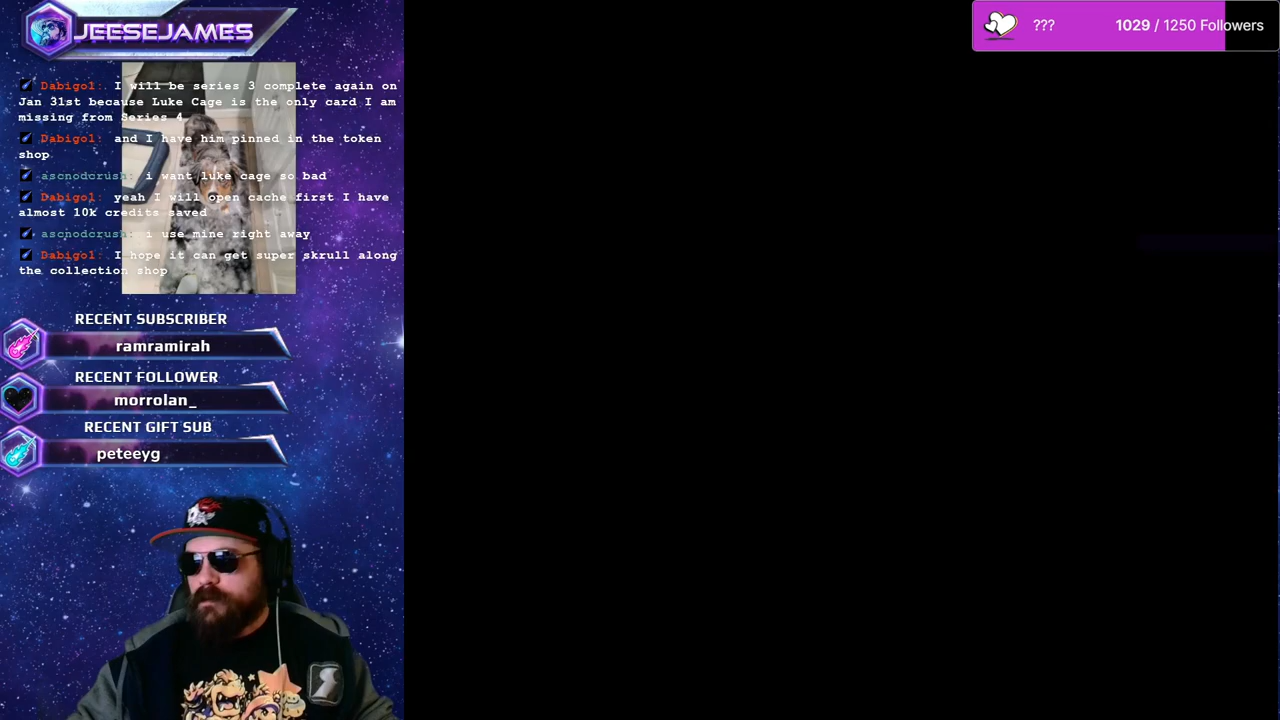 JEESEJAMES
??? 1029 / 1250 Followers
Dabigol: I will be series 3 complete again on
Jan 31st because Luke Cage is the only card I am
missing from Series 4
Dabigol: and I have him pinned in the token
shop
ascnodcrush: i want luke cage so bad
Dabigol: yeah I will open cache first I have
almost 10k credits saved
ascnodcrush: i use mine right away
Dabigol: I hope it can get super skrull along
the collection shop
RECENT SUBSCRIBER
ramramirah
RECENT FOLLOWER
morrolan_
RECENT GIFT SUB
peteeyg